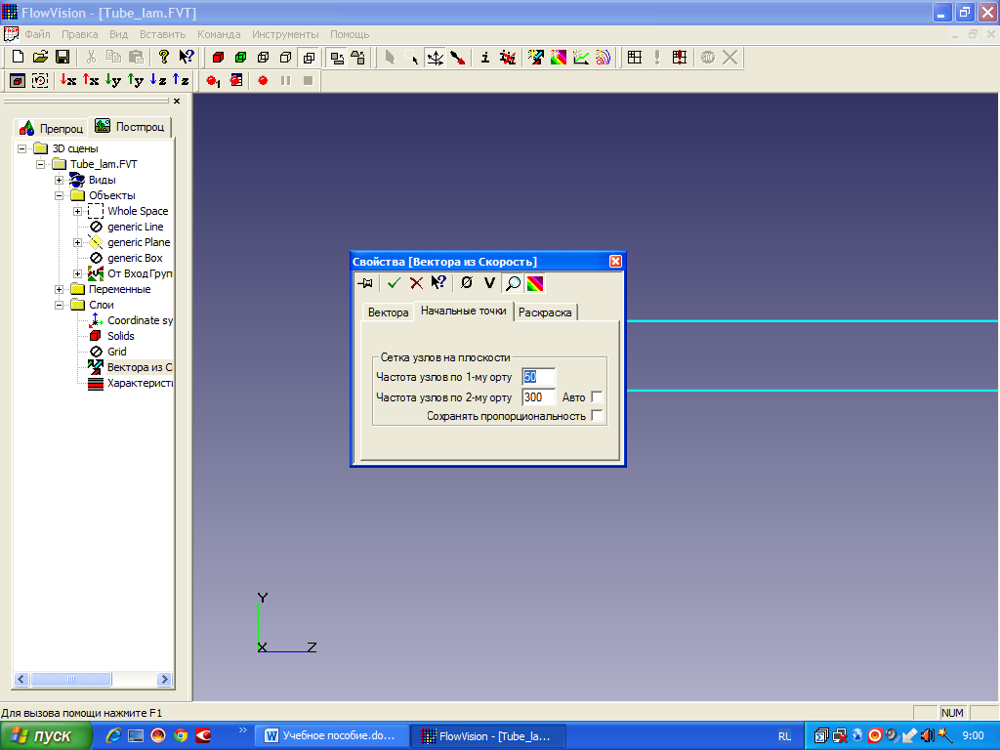 FlowVision - [Tube_lam.FVT]
Файл Правка Вид Вставить Команда Инструменты Помощь
x x y y z z
Препроц Постпроц
3D сцены
Tube_lam.FVT
Виды
Объекты
Whole Space
generic Line
generic Plane
generic Box
От ВходГруп
Переменные
Слои
Coordinate sy
Solids
Grid
Вектора из С
Характеристи
Свойства [Вектора из Скорость]
Вектора Начальные точки Раскраска
Сетка узлов на плоскости
Частота узлов по 1-му орту 50
Частота узлов по 2-му орту 300 Авто
Сохранять пропорциональность
Y
X Z
Для вызова помощи нажмите F1 NUM
пуск Учебное пособие.do... FlowVision - [Tube_la... RU 9:00